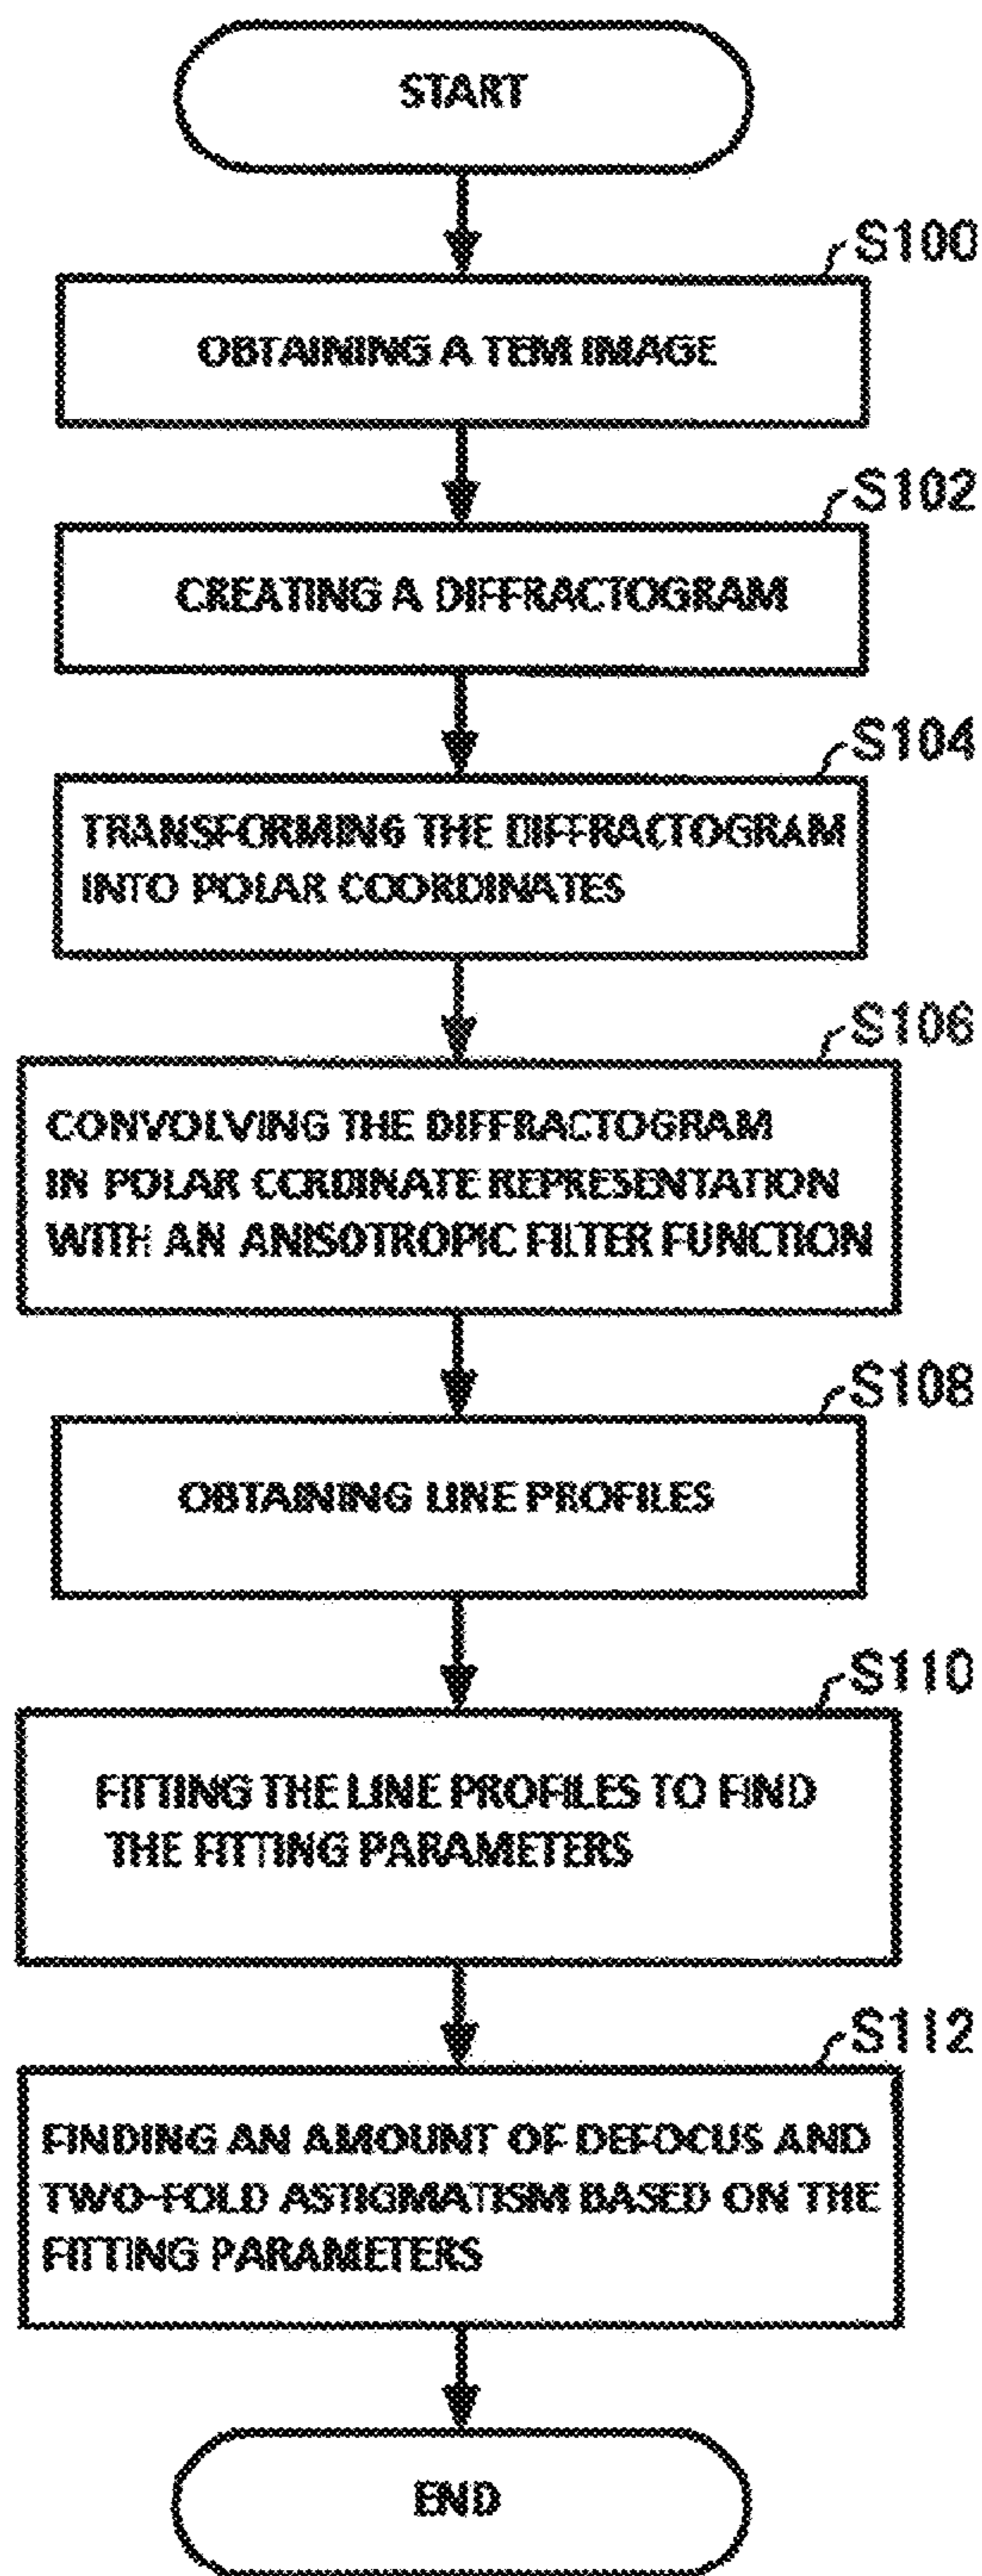 START
S100
OBTAINING A TEM IMAGE
S102
CREATING A DIFFRACTOGRAM
S104
TRANSFORMING THE DIFFRACTOGRAM
INTO POLAR COORDINATES
S106
CONVOLVING THE DIFFRACTOGRAM
IN POLAR CCRDINATE REPRESENTATION
WITH AN ANISOTROPIC FILTER FUNCTION
S108
OBTAINING LINE PROFILES
S110
FITTING THE LINE PROFILES TO FIND
THE FITTING PARAMETERS
S112
FINDING AN AMOUNT OF DEFOCUS AND
TWO-FOLD ASTIGMATISM BASED ON THE
FITTING PARAMETERS
END